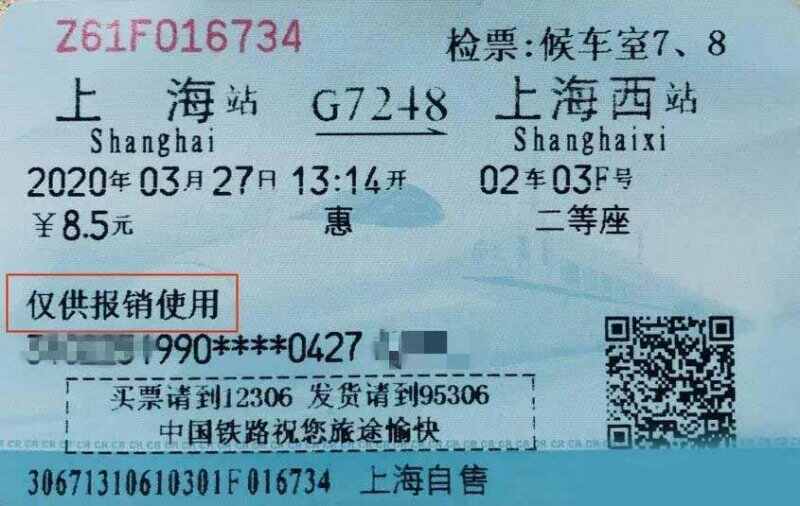 Z61F016734 检票:候车室7、8
上海站 G7248 上海西站
Shanghai Shanghaixi
2020年03月27日 13:14开 02车03F号
￥8.5元 惠 二等座
仅供报销使用
990****0427
买票请到12306 发货请到95306
中国铁路祝您旅途愉快
30671310610301F016734 上海自售